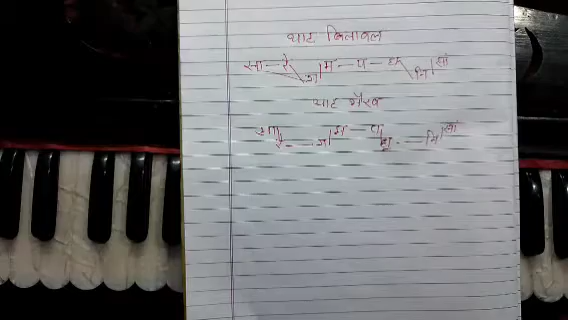 थाट बिलावल
सा – रे ग म – प – ध नि सां
थाट भैरव
सा रे – – ग म – प ध – – नि सां